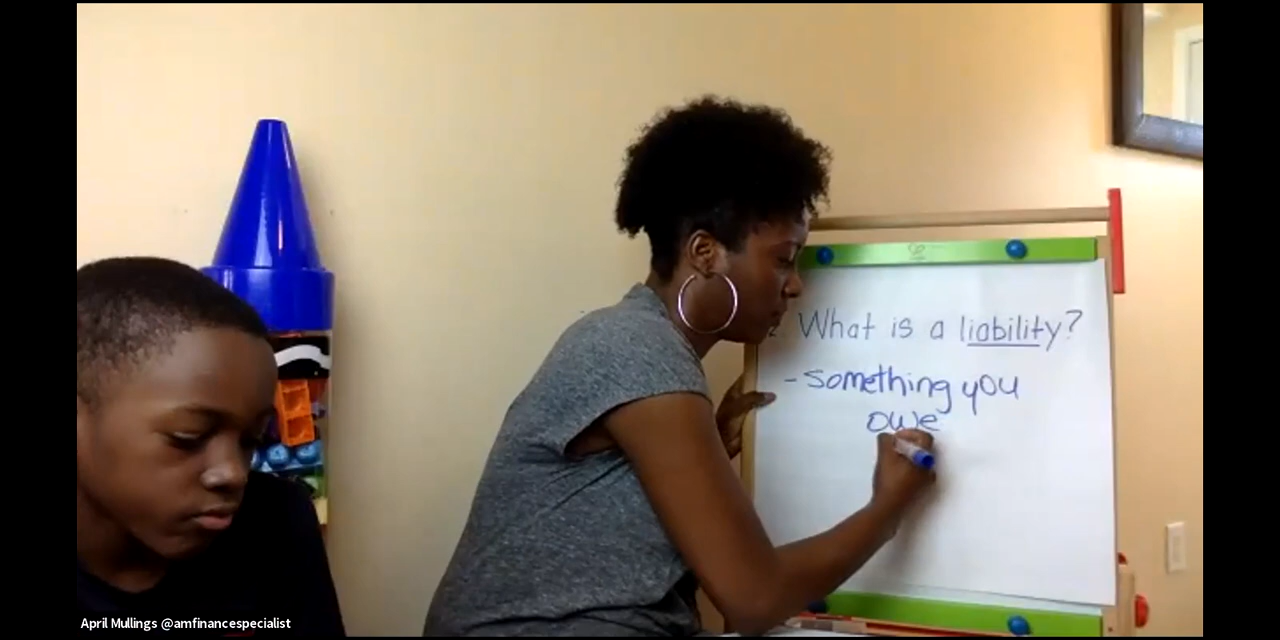 What is a liability?
- something you
owe
April Mullings @amfinancespecialist